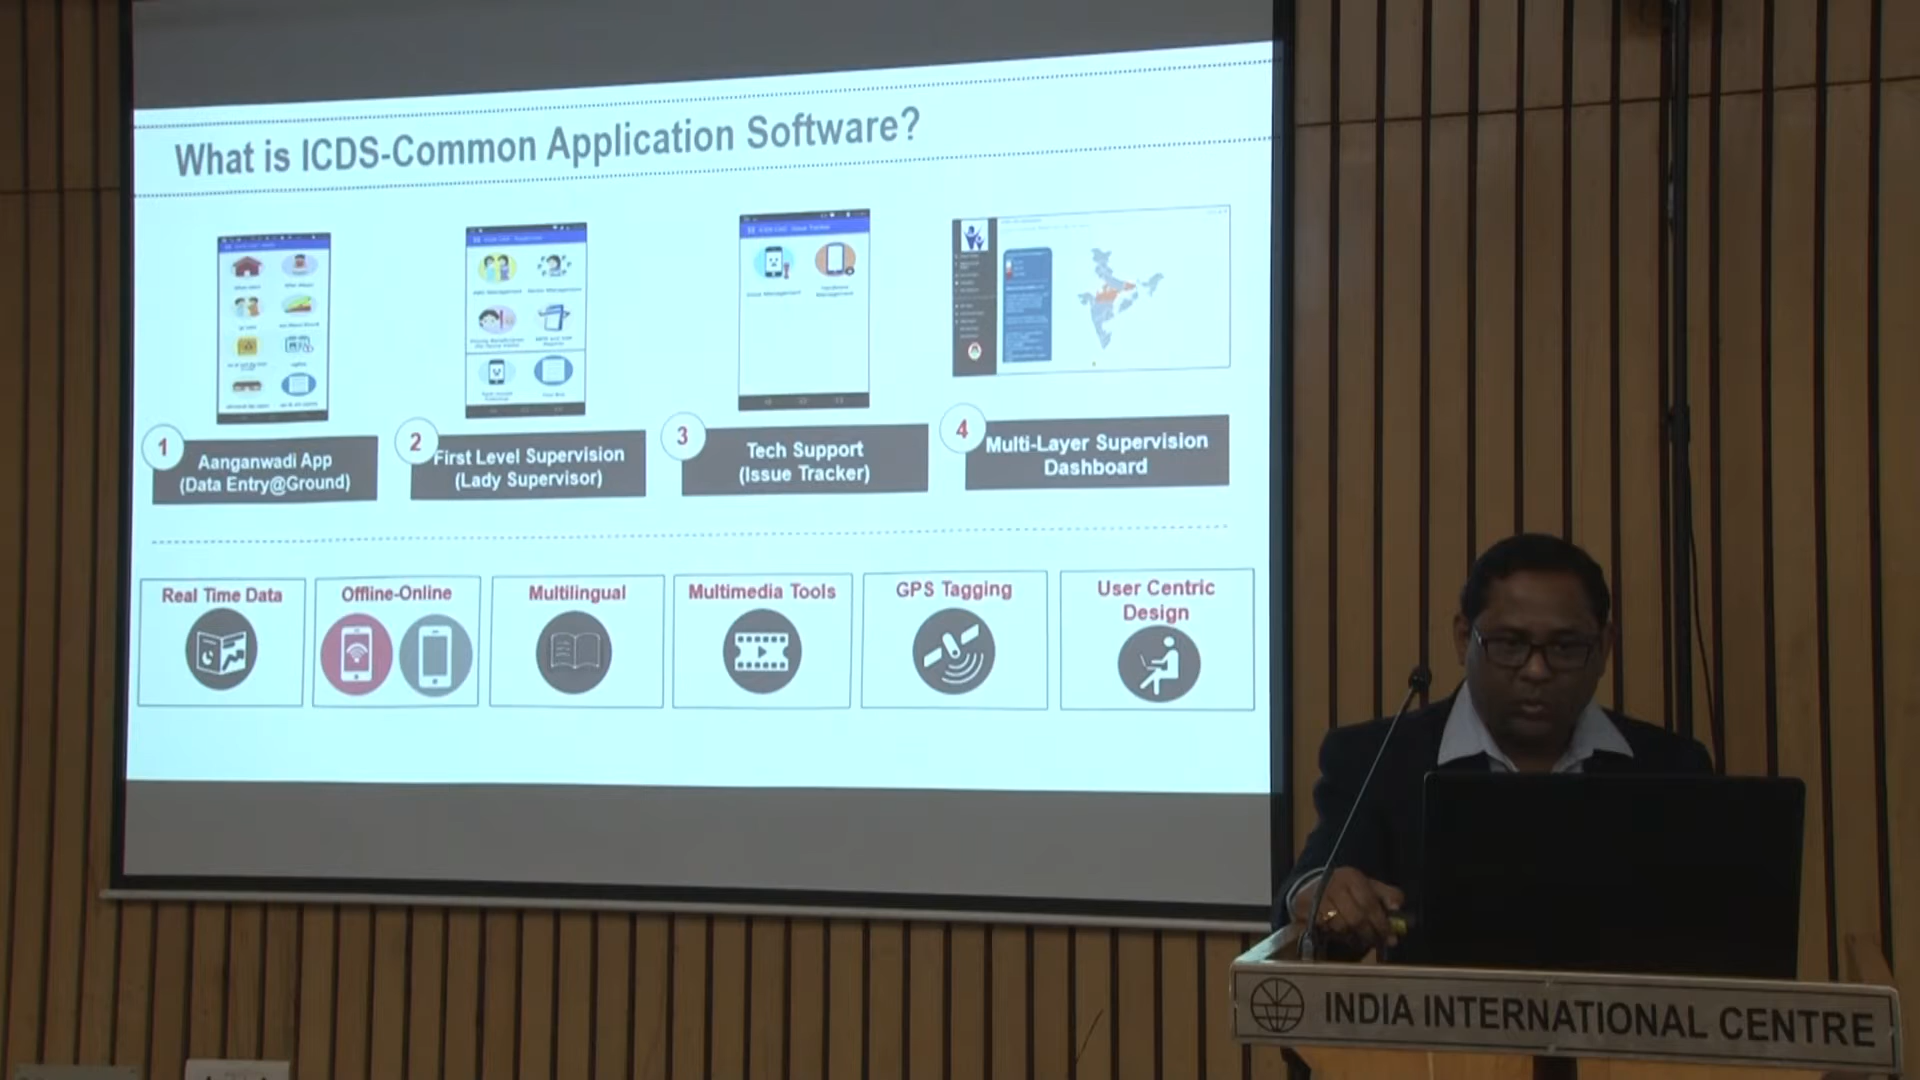 What is ICDS-Common Application Software?
1
Aanganwadi App
(Data Entry@Ground)
2
First Level Supervision
(Lady Supervisor)
3
Tech Support
(Issue Tracker)
4
Multi-Layer Supervision
Dashboard
Real Time Data
Offline-Online
Multilingual
Multimedia Tools
GPS Tagging
User Centric
Design
INDIA INTERNATIONAL CENTRE